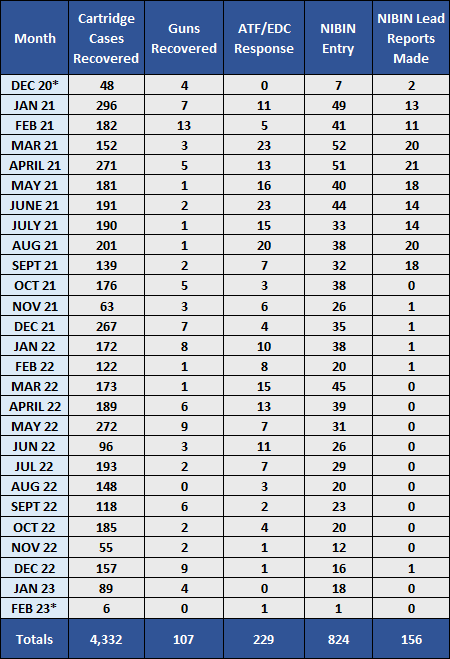 Month Cartridge Cases Recovered Guns Recovered ATF/EDC Response NIBIN Entry NIBIN Lead Reports Made
DEC 20* 48 4 0 7 2
JAN 21 296 7 11 49 13
FEB 21 182 13 5 41 11
MAR 21 152 3 23 52 20
APRIL 21 271 5 13 51 21
MAY 21 181 1 16 40 18
JUNE 21 191 2 23 44 14
JULY 21 190 1 15 33 14
AUG 21 201 1 20 38 20
SEPT 21 139 2 7 32 18
OCT 21 176 5 3 38 0
NOV 21 63 3 6 26 1
DEC 21 267 7 4 35 1
JAN 22 172 8 10 38 1
FEB 22 122 1 8 20 1
MAR 22 173 1 15 45 0
APRIL 22 189 6 13 39 0
MAY 22 272 9 7 31 0
JUN 22 96 3 11 26 0
JUL 22 193 2 7 29 0
AUG 22 148 0 3 20 0
SEPT 22 118 6 2 23 0
OCT 22 185 2 4 20 0
NOV 22 55 2 1 12 0
DEC 22 157 9 1 16 1
JAN 23 89 4 0 18 0
FEB 23* 6 0 1 1 0
Totals 4,332 107 229 824 156